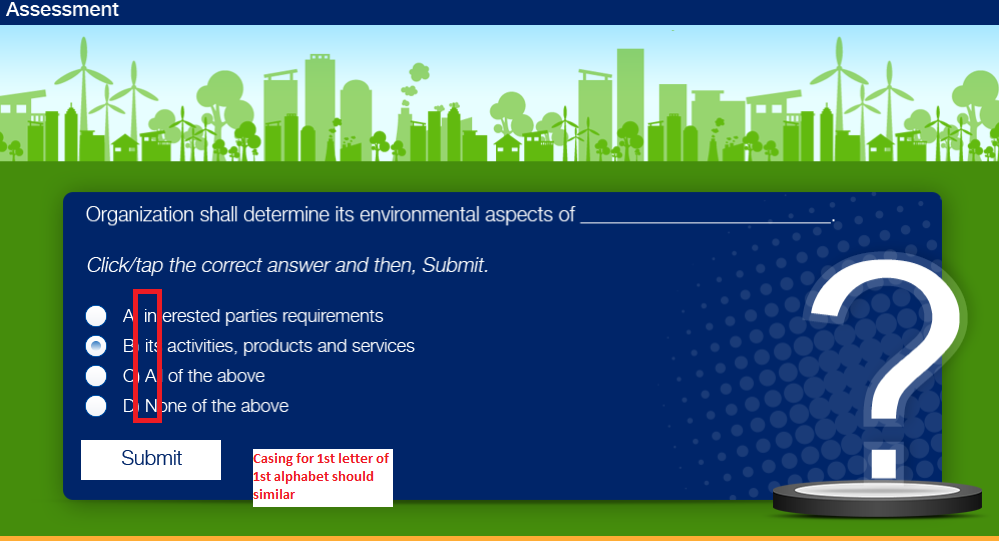 Assessment
Organization shall determine its environmental aspects of _________________________.
Click/tap the correct answer and then, Submit.
A) interested parties requirements
B) its activities, products and services
C) All of the above
D) None of the above
Submit
Casing for 1st letter of
1st alphabet should
similar
?